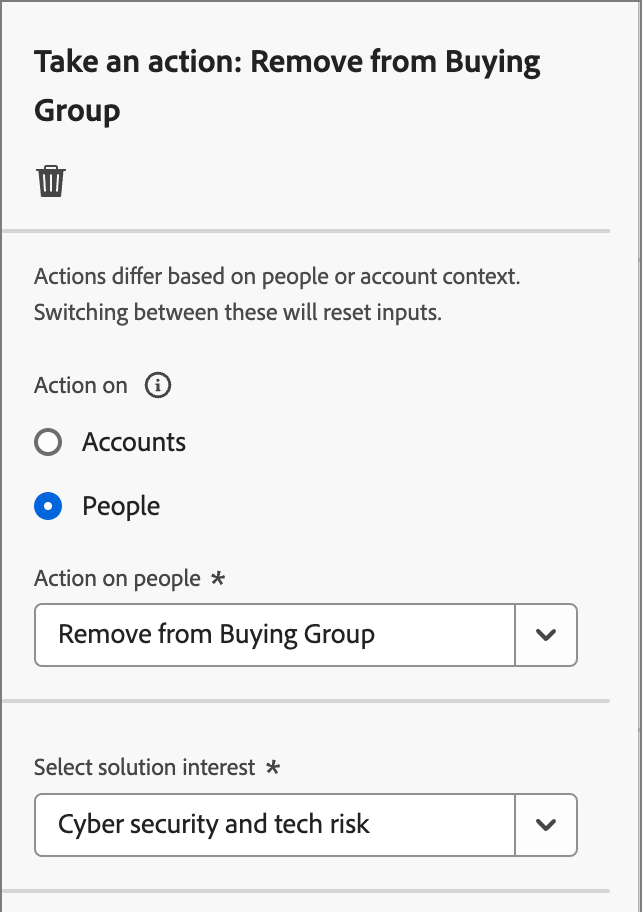 Take an action: Remove from Buying
Group
Actions differ based on people or account context.
Switching between these will reset inputs.
Action on
Accounts
People
Action on people *
Remove from Buying Group
Select solution interest *
Cyber security and tech risk